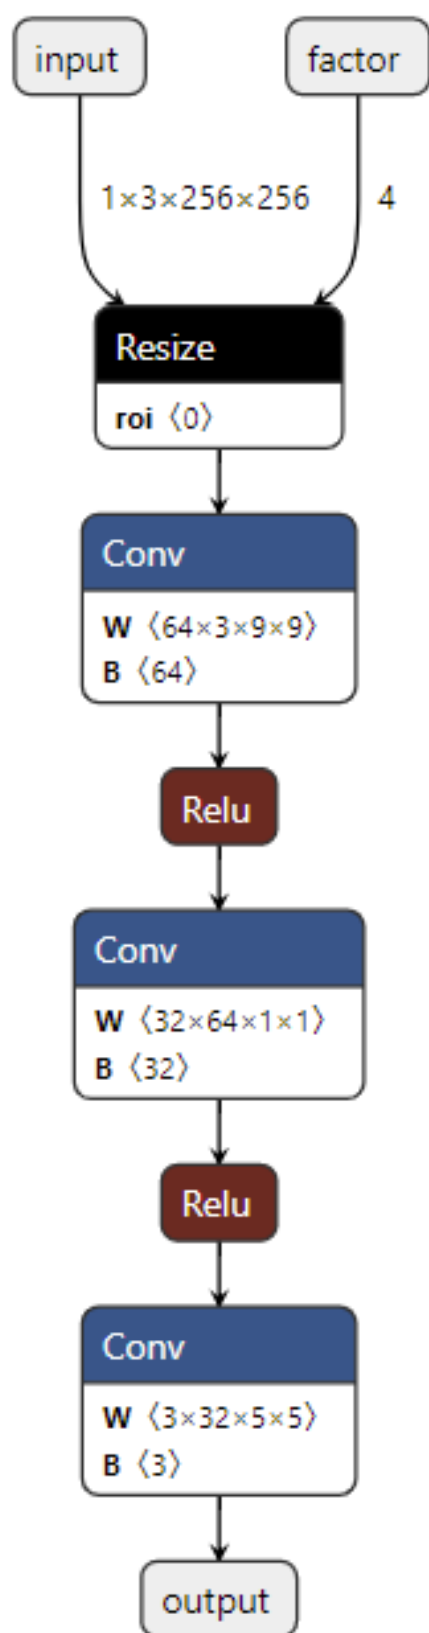 input
factor
1×3×256×256
4
Resize
roi 〈0〉
Conv
W 〈64×3×9×9〉
B 〈64〉
Relu
Conv
W 〈32×64×1×1〉
B 〈32〉
Relu
Conv
W 〈3×32×5×5〉
B 〈3〉
output